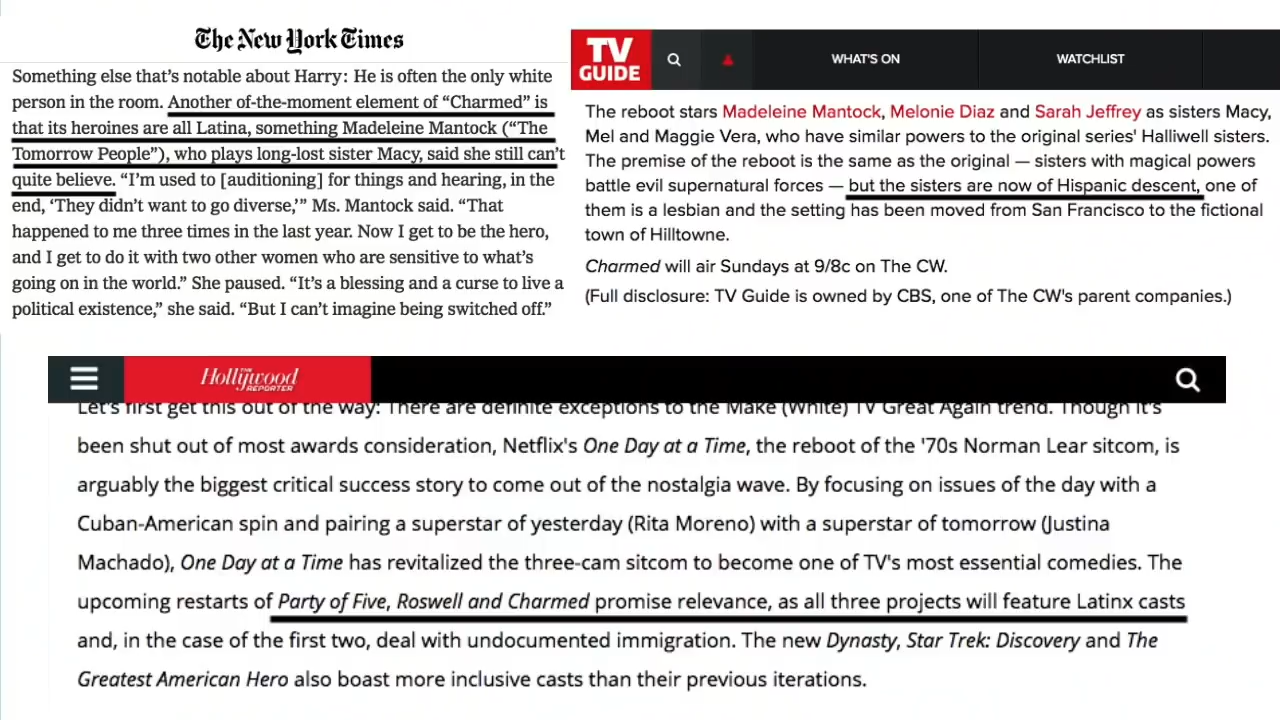 The New York Times
Something else that's notable about Harry: He is often the only white
person in the room. Another of-the-moment element of “Charmed” is
that its heroines are all Latina, something Madeleine Mantock (“The
Tomorrow People”), who plays long-lost sister Macy, said she still can’t
quite believe. “I’m used to [auditioning] for things and hearing, in the
end, ‘They didn’t want to go diverse,’” Ms. Mantock said. “That
happened to me three times in the last year. Now I get to be the hero,
and I get to do it with two other women who are sensitive to what’s
going on in the world.” She paused. “It’s a blessing and a curse to live a
political existence,” she said. “But I can’t imagine being switched off.”
TV
GUIDE
WHAT'S ON
WATCHLIST
The reboot stars Madeleine Mantock, Melonie Diaz and Sarah Jeffrey as sisters Macy,
Mel and Maggie Vera, who have similar powers to the original series' Halliwell sisters.
The premise of the reboot is the same as the original — sisters with magical powers
battle evil supernatural forces — but the sisters are now of Hispanic descent, one of
them is a lesbian and the setting has been moved from San Francisco to the fictional
town of Hilltowne.
Charmed will air Sundays at 9/8c on The CW.
(Full disclosure: TV Guide is owned by CBS, one of The CW's parent companies.)
THE
Hollywood
REPORTER
Let's first get this out of the way: There are definite exceptions to the Make (White) TV Great Again trend. Though it's
been shut out of most awards consideration, Netflix's One Day at a Time, the reboot of the '70s Norman Lear sitcom, is
arguably the biggest critical success story to come out of the nostalgia wave. By focusing on issues of the day with a
Cuban-American spin and pairing a superstar of yesterday (Rita Moreno) with a superstar of tomorrow (Justina
Machado), One Day at a Time has revitalized the three-cam sitcom to become one of TV's most essential comedies. The
upcoming restarts of Party of Five, Roswell and Charmed promise relevance, as all three projects will feature Latinx casts
and, in the case of the first two, deal with undocumented immigration. The new Dynasty, Star Trek: Discovery and The
Greatest American Hero also boast more inclusive casts than their previous iterations.